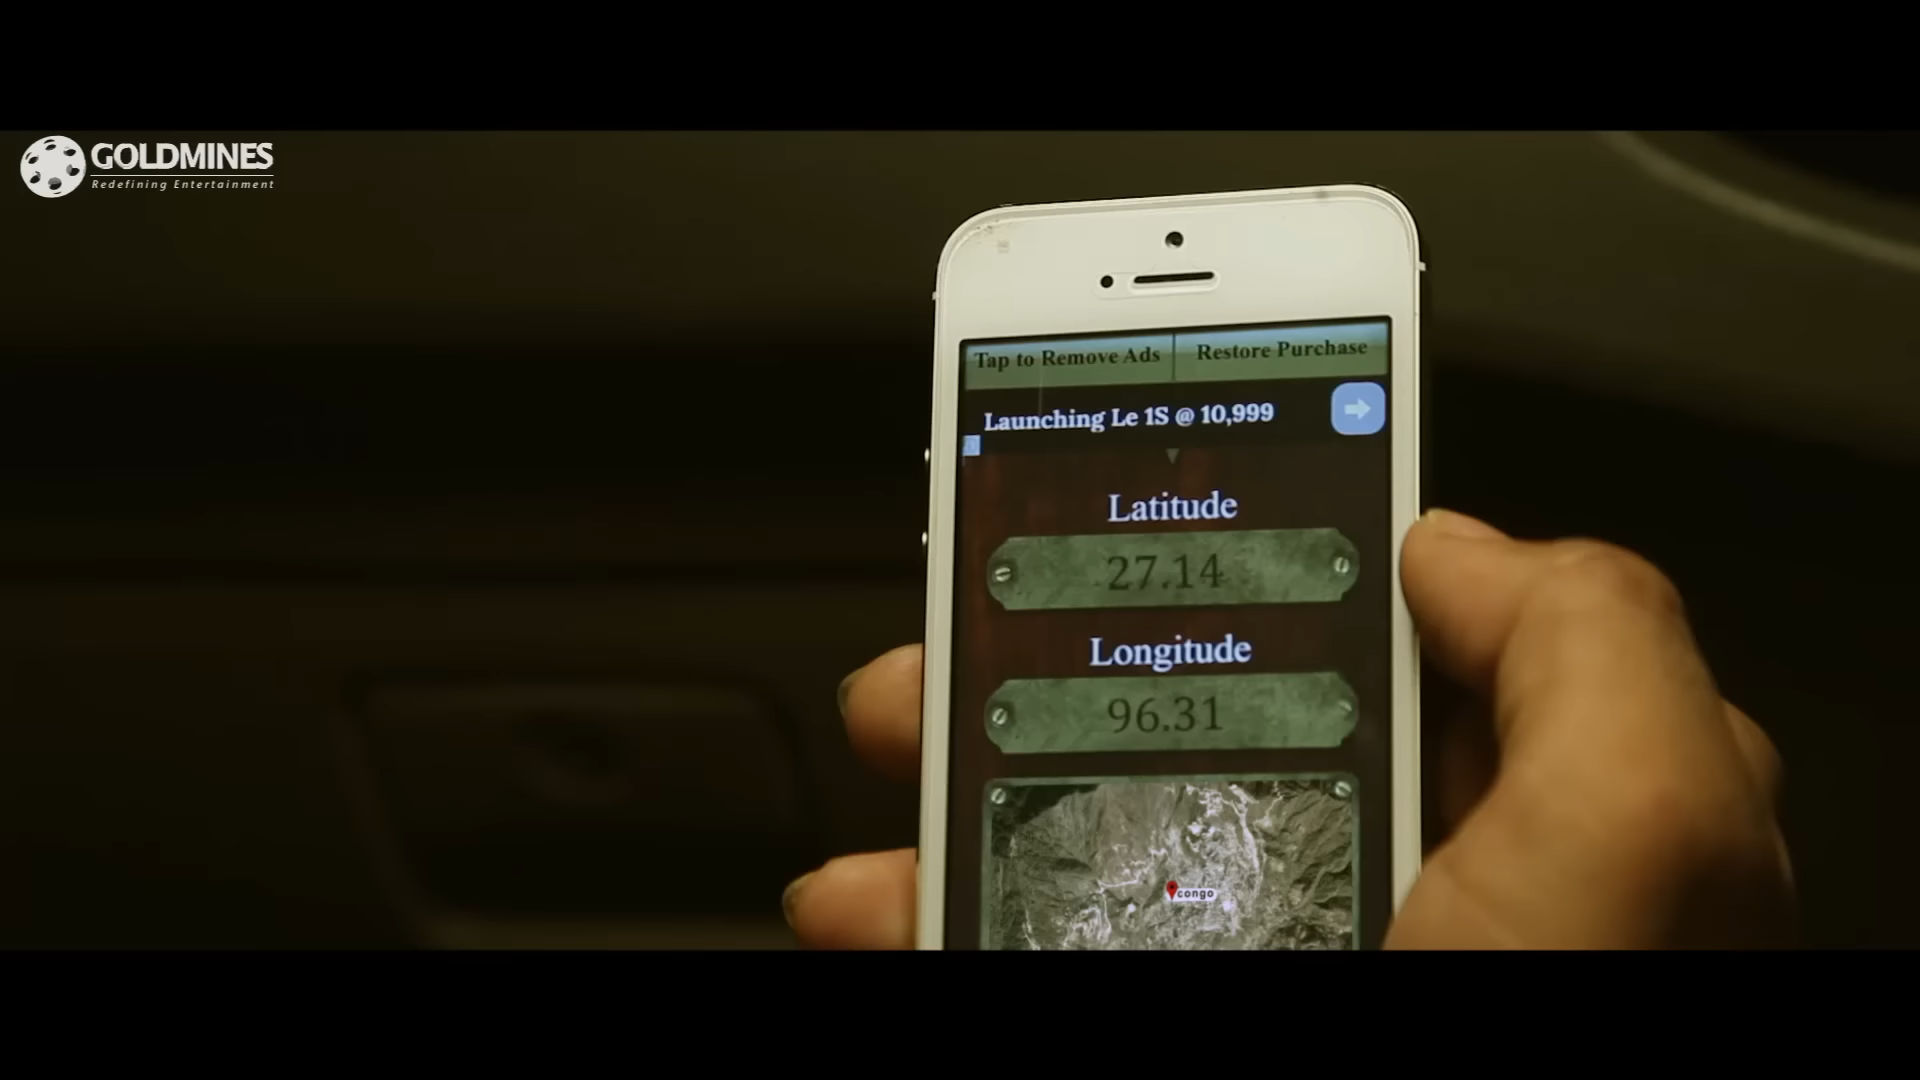 GOLDMINES
Redefining Entertainment
Tap to Remove Ads
Restore Purchase
Launching Le 1S @ 10,999
Latitude
27.14
Longitude
96.31
congo